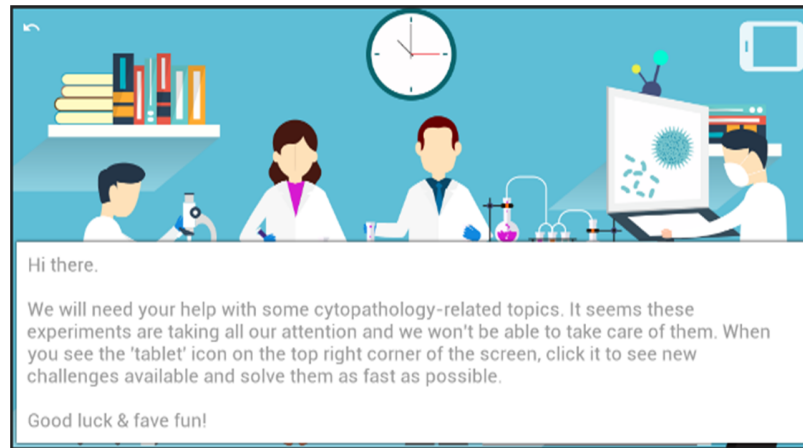 Hi there.
We will need your help with some cytopathology-related topics. It seems these
experiments are taking all our attention and we won't be able to take care of them. When
you see the 'tablet' icon on the top right corner of the screen, click it to see new
challenges available and solve them as fast as possible.
Good luck & fave fun!